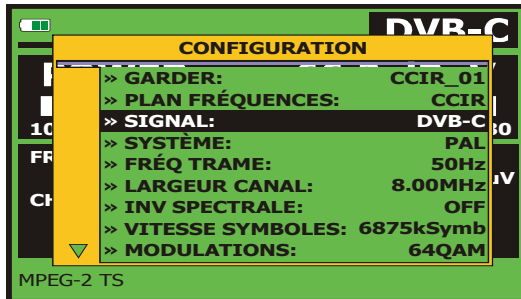 DVB-C
CONFIGURATION
» GARDER: CCIR_01
» PLAN FRÉQUENCES: CCIR
» SIGNAL: DVB-C
» SYSTÈME: PAL
» FRÉQ TRAME: 50Hz
» LARGEUR CANAL: 8.00MHz
» INV SPECTRALE: OFF
» VITESSE SYMBOLES: 6875kSymb
» MODULATIONS: 64QAM
MPEG-2 TS